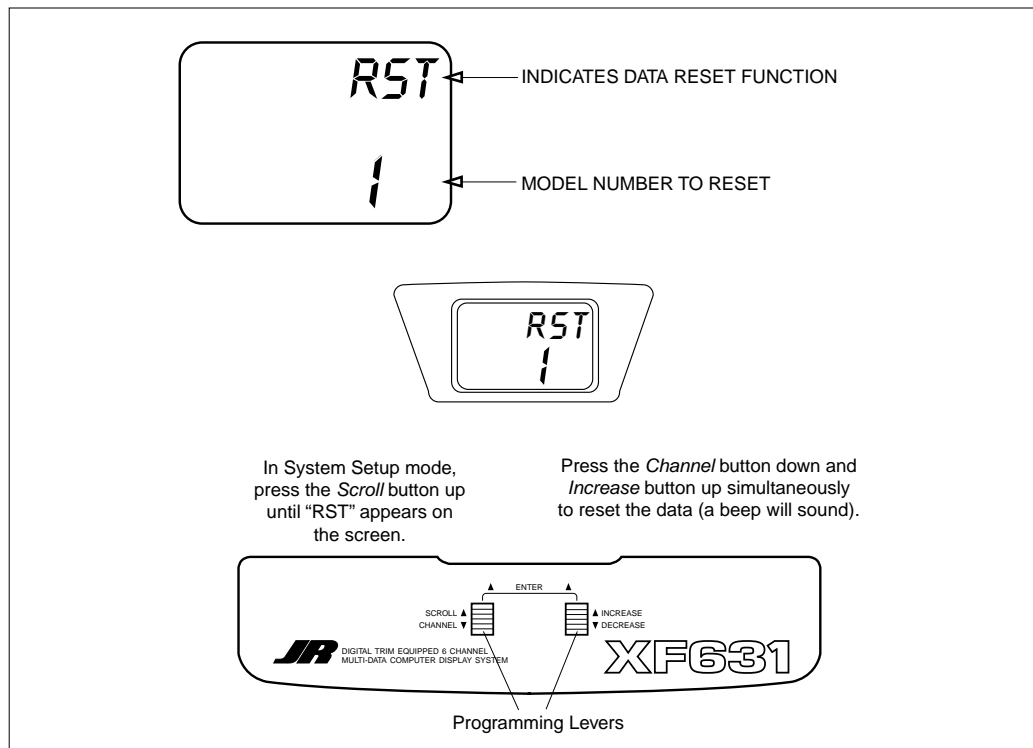 RST
INDICATES DATA RESET FUNCTION
1
MODEL NUMBER TO RESET
RST
1
In System Setup mode,
press the Scroll button up
until “RST” appears on
the screen.
Press the Channel button down and
Increase button up simultaneously
to reset the data (a beep will sound).
▲ ENTER ▲
SCROLL ▲
CHANNEL ▼
▲ INCREASE
▼ DECREASE
JR
DIGITAL TRIM EQUIPPED 6 CHANNEL
MULTI-DATA COMPUTER DISPLAY SYSTEM
XF631
Programming Levers